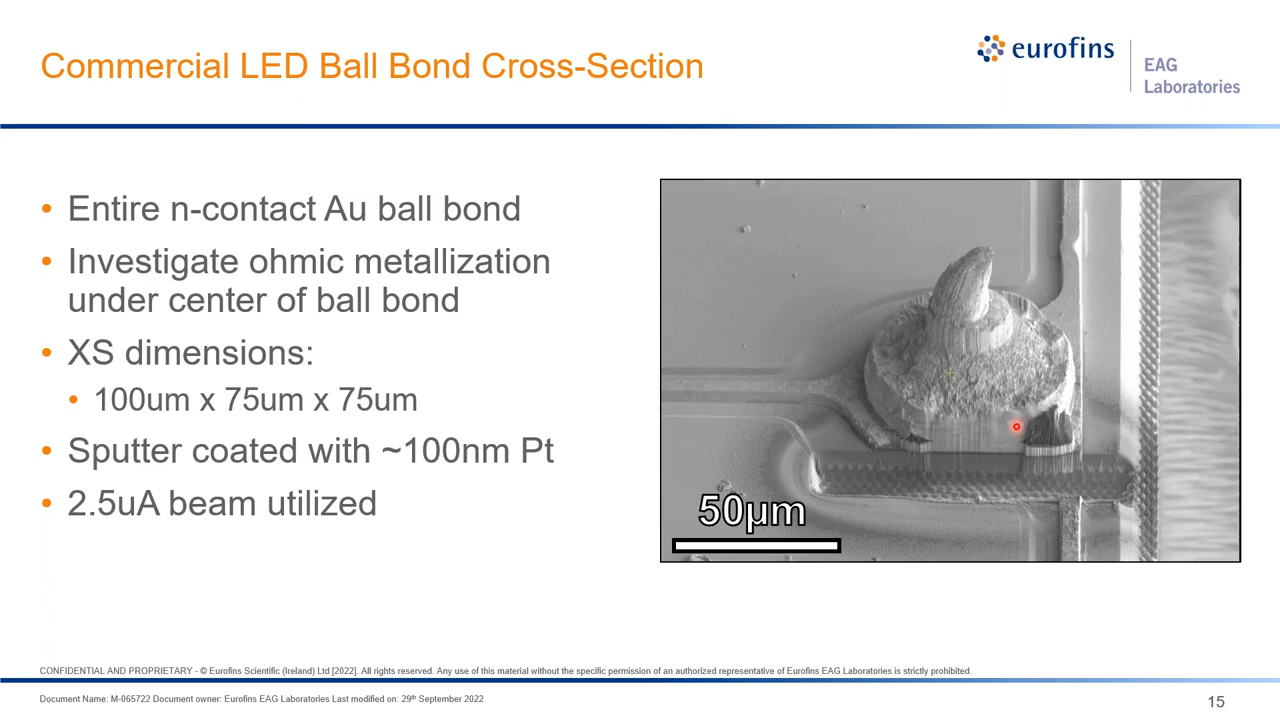 Commercial LED Ball Bond Cross-Section
eurofins
EAG
Laboratories
• Entire n-contact Au ball bond
• Investigate ohmic metallization
under center of ball bond
• XS dimensions:
• 100um x 75um x 75um
• Sputter coated with ~100nm Pt
• 2.5uA beam utilized
50μm
CONFIDENTIAL AND PROPRIETARY - © Eurofins Scientific (Ireland) Ltd [2022]. All rights reserved. Any use of this material without the specific permission of an authorized representative of Eurofins EAG Laboratories is strictly prohibited.
Document Name: M-065722 Document owner: Eurofins EAG Laboratories Last modified on: 29th September 2022
15